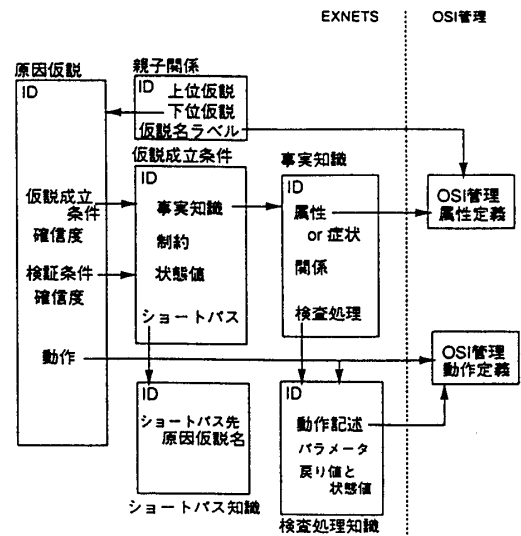 EXNETS
OSI管理
原因仮説
ID
仮説成立
条件
確信度
検証条件
確信度
動作
親子関係
ID
上位仮説
下位仮説
仮説名ラベル
仮説成立条件
ID
事実知識
制約
状態値
ショートパス
事実知識
ID
属性
or 症状
関係
検査処理
OSI管理
属性定義
OSI管理
動作定義
ID
ショートパス先
原因仮説名
ショートパス知識
ID
動作記述
パラメータ
戻り値と
状態値
検査処理知識